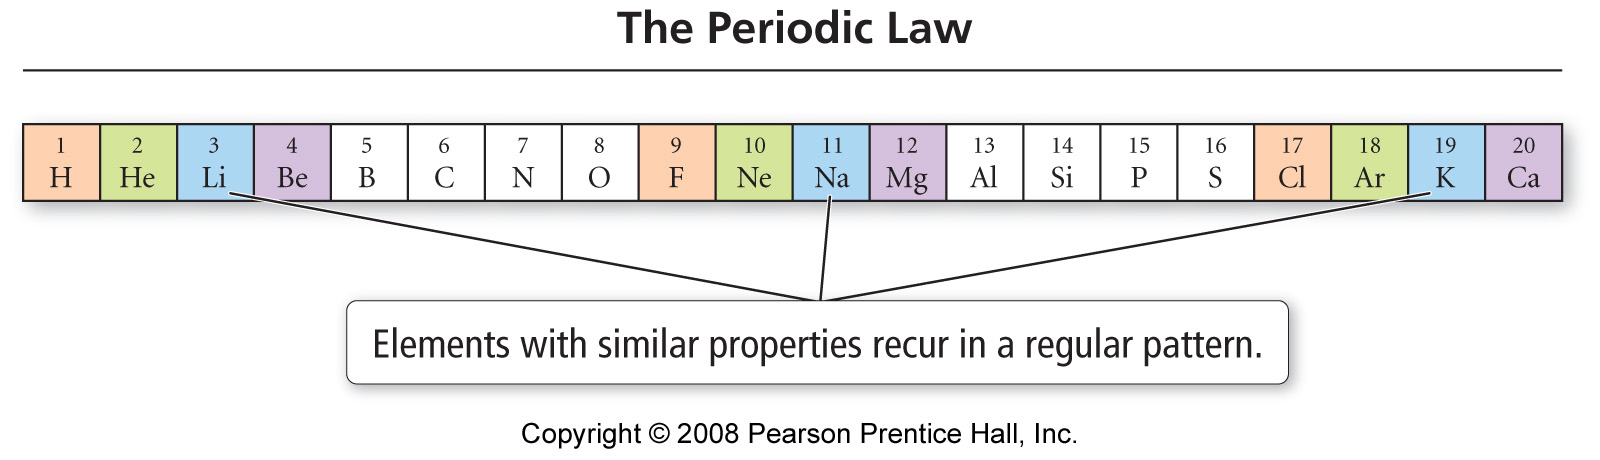 The Periodic Law
1 2 3 4 5 6 7 8 9 10 11 12 13 14 15 16 17 18 19 20
H He Li Be B C N O F Ne Na Mg Al Si P S Cl Ar K Ca
Elements with similar properties recur in a regular pattern.
Copyright © 2008 Pearson Prentice Hall, Inc.